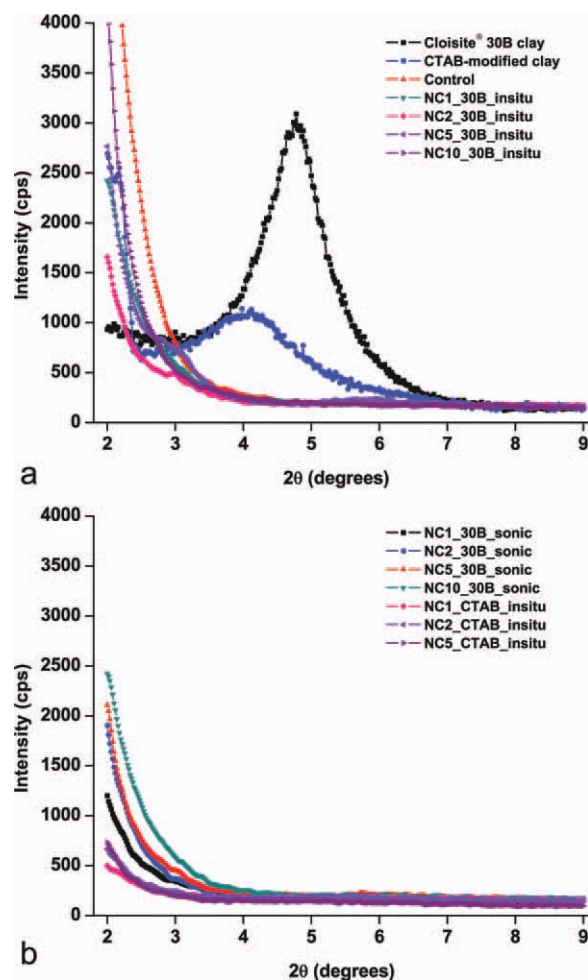 4000
3500
3000
2500
2000
1500
1000
500
0
Intensity (cps)
Cloisite® 30B clay
CTAB-modified clay
Control
NC1_30B_insitu
NC2_30B_insitu
NC5_30B_insitu
NC10_30B_insitu
2 3 4 5 6 7 8 9
2θ (degrees)
a
4000
3500
3000
2500
2000
1500
1000
500
0
Intensity (cps)
NC1_30B_sonic
NC2_30B_sonic
NC5_30B_sonic
NC10_30B_sonic
NC1_CTAB_insitu
NC2_CTAB_insitu
NC5_CTAB_insitu
2 3 4 5 6 7 8 9
2θ (degrees)
b